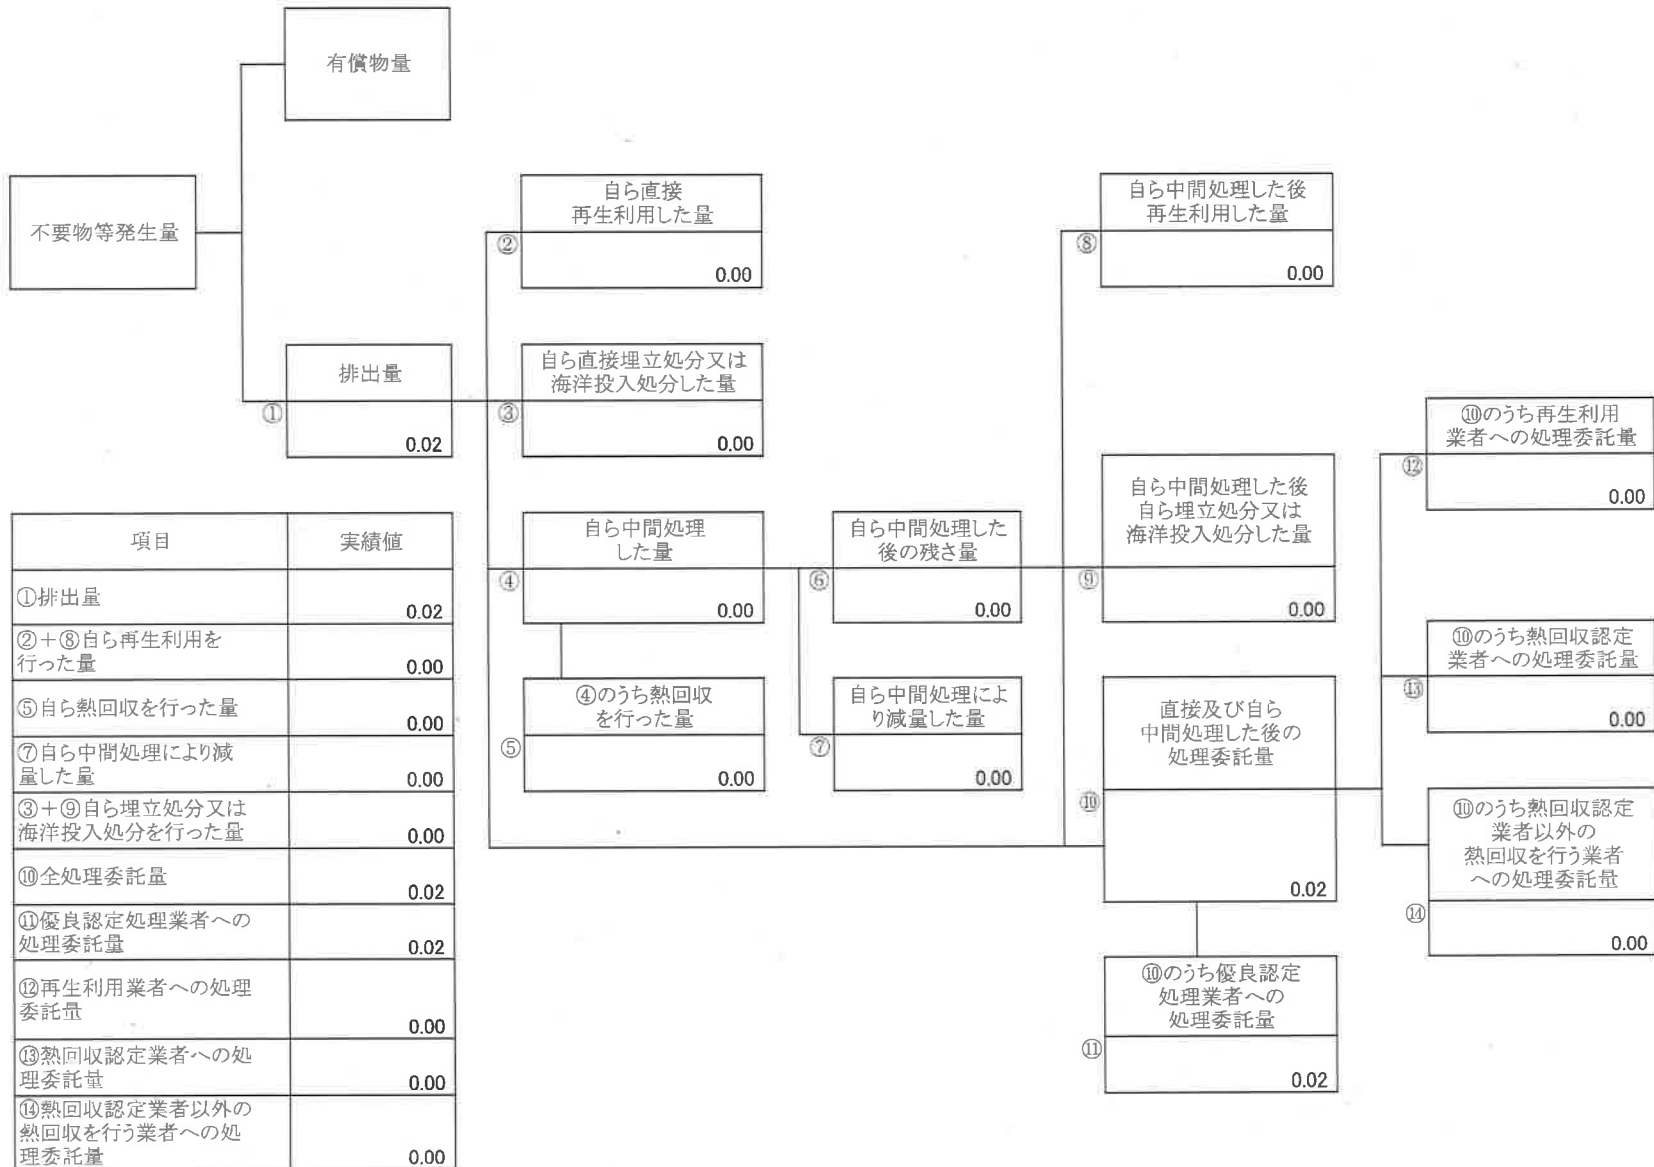 有償物量
不要物等発生量
排出量
①
0.02
自ら直接
再生利用した量
②
0.00
自ら直接埋立処分又は
海洋投入処分した量
③
0.00
自ら中間処理
した量
④
0.00
④のうち熱回収
を行った量
⑤
0.00
自ら中間処理した
後の残さ量
⑥
0.00
自ら中間処理によ
り減量した量
⑦
0.00
自ら中間処理した後
再生利用した量
⑧
0.00
自ら中間処理した後
自ら埋立処分又は
海洋投入処分した量
⑨
0.00
直接及び自ら
中間処理した後の
処理委託量
⑩
0.02
⑩のうち優良認定
処理業者への
処理委託量
⑪
0.02
⑩のうち再生利用
業者への処理委託量
⑫
0.00
⑩のうち熱回収認定
業者への処理委託量
⑬
0.00
⑩のうち熱回収認定
業者以外の
熱回収を行う業者
への処理委託量
⑭
0.00
項目 実績値
①排出量 0.02
②+⑧自ら再生利用を
行った量 0.00
⑤自ら熱回収を行った量 0.00
⑦自ら中間処理により減
量した量 0.00
③+⑨自ら埋立処分又は
海洋投入処分を行った量 0.00
⑩全処理委託量 0.02
⑪優良認定処理業者への
処理委託量 0.02
⑫再生利用業者への処理
委託量 0.00
⑬熱回収認定業者への処
理委託量 0.00
⑭熱回収認定業者以外の
熱回収を行う業者への処
理委託量 0.00